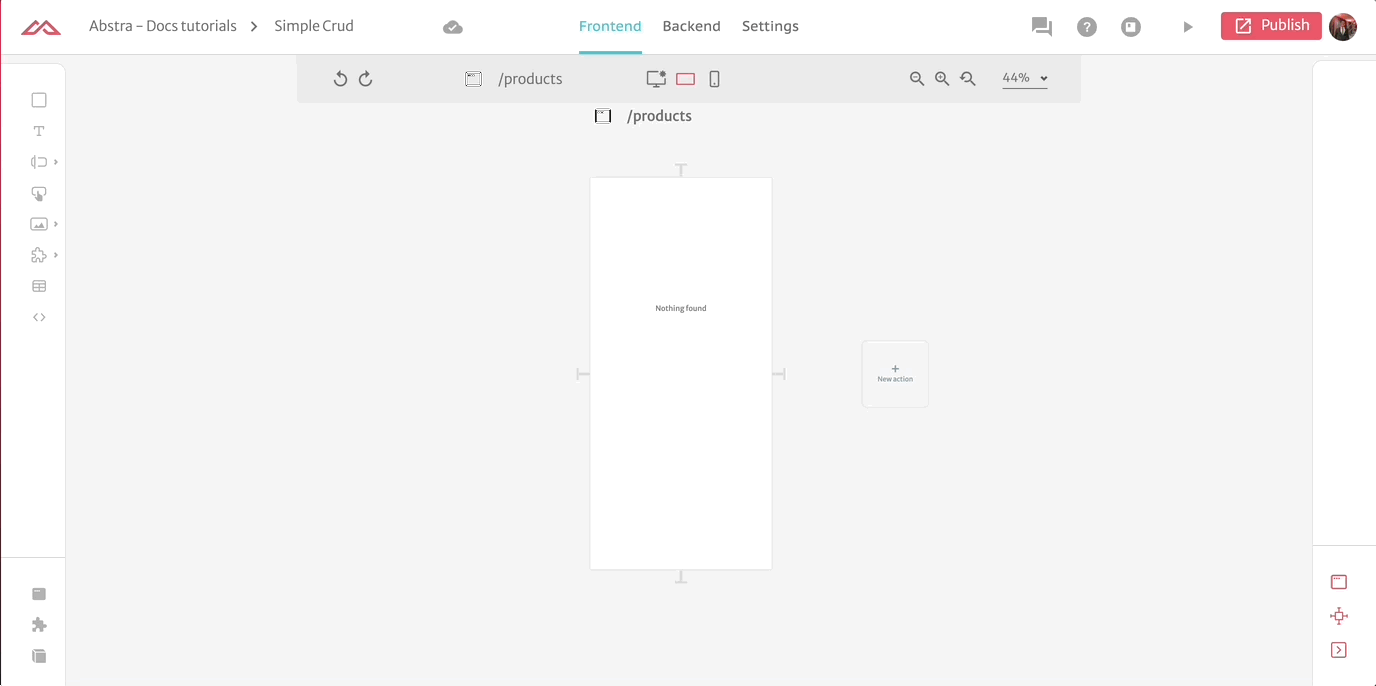 Abstra – Docs tutorials > Simple Crud
Frontend Backend Settings
Publish
/products
44%
/products
Nothing found
+
New action